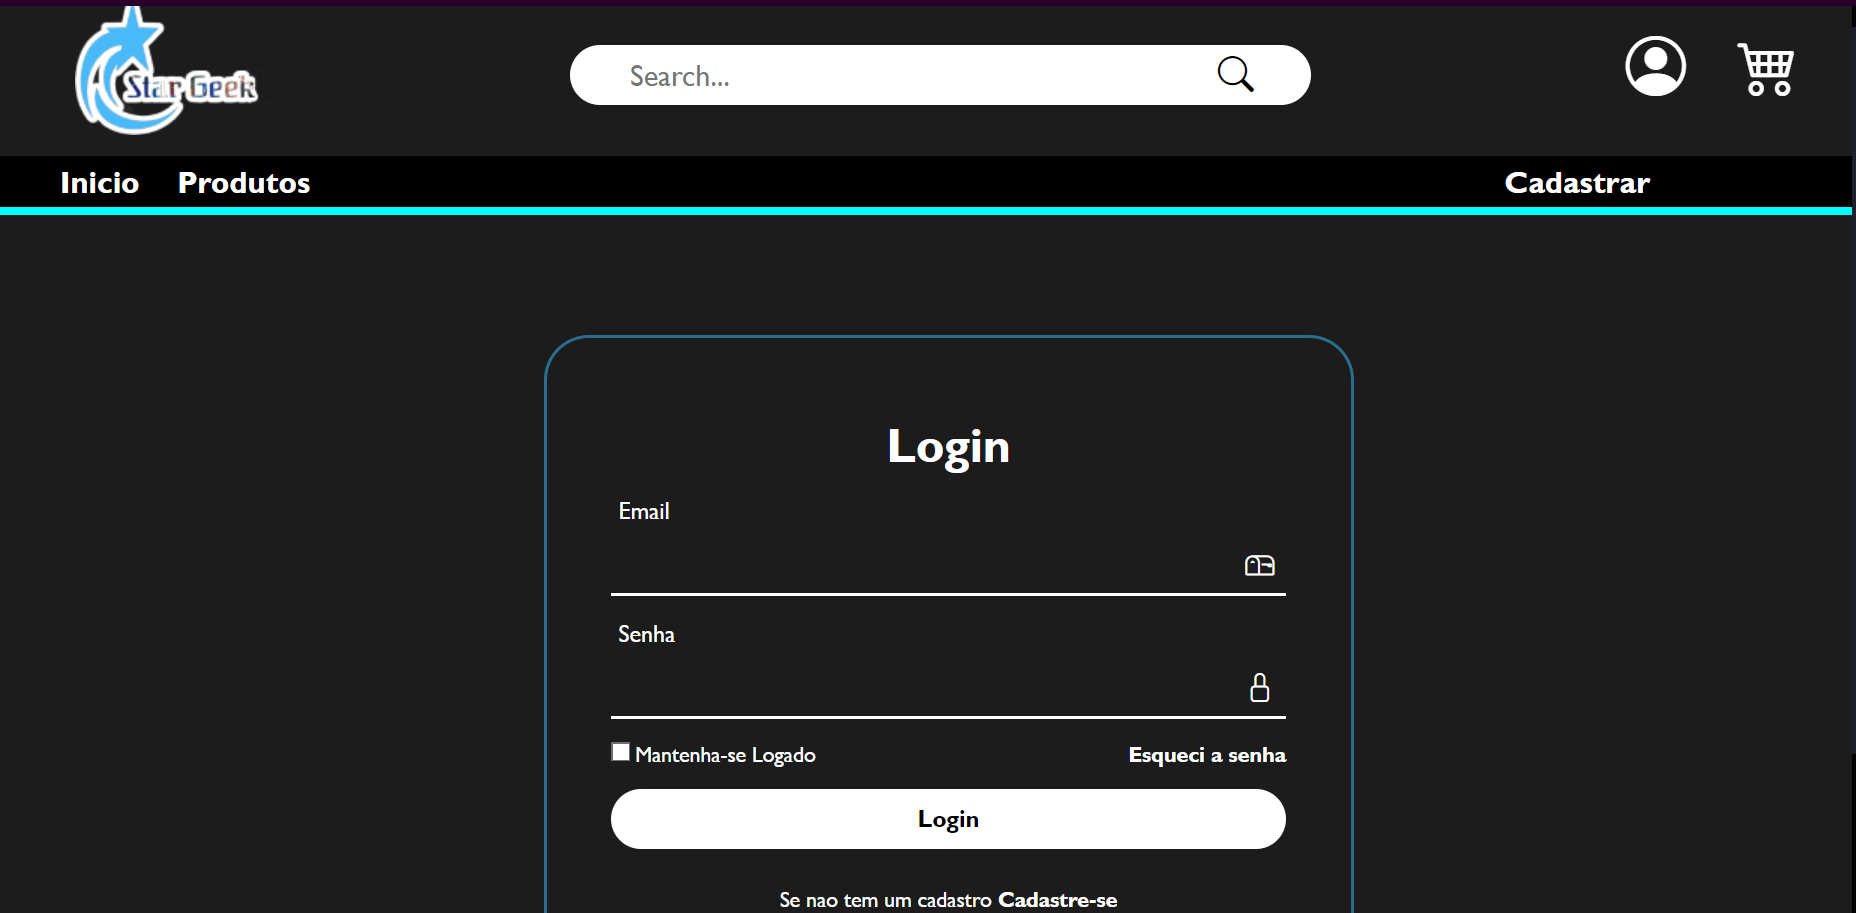 Star Geek
Search...
Inicio Produtos Cadastrar
Login
Email
Senha
Mantenha-se Logado Esqueci a senha
Login
Se nao tem um cadastro Cadastre-se